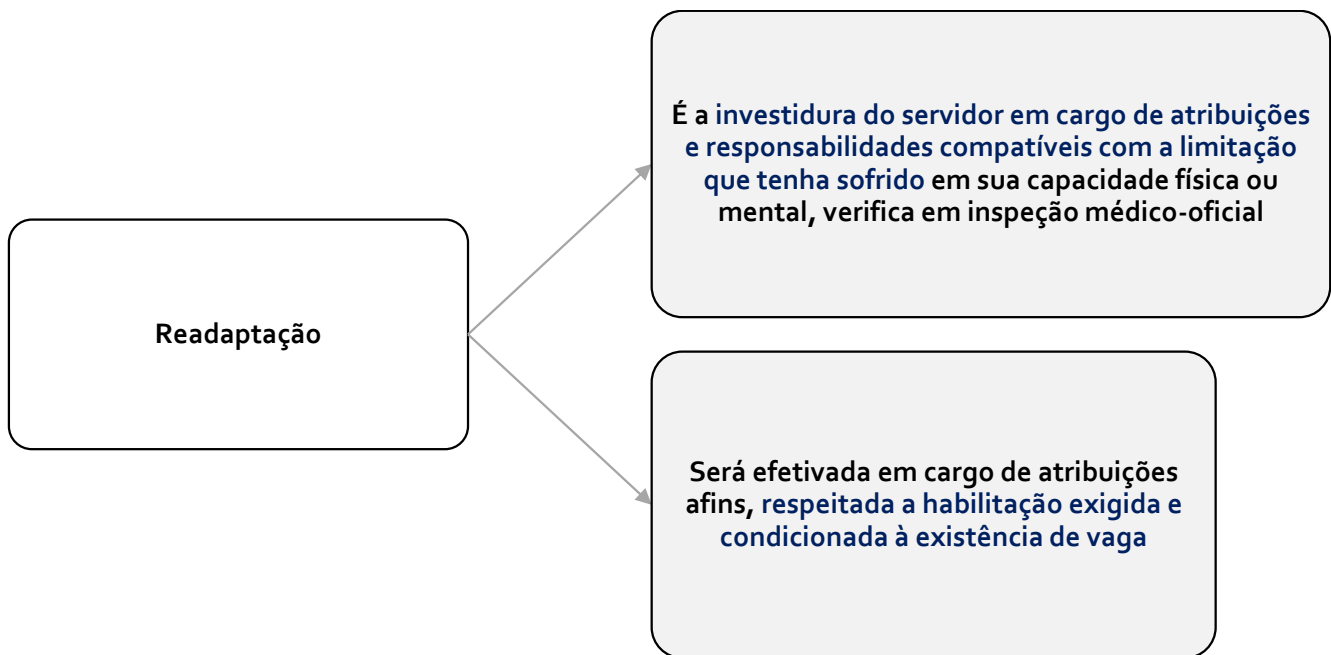 Readaptação
É a investidura do servidor em cargo de atribuições
e responsabilidades compatíveis com a limitação
que tenha sofrido em sua capacidade física ou
mental, verifica em inspeção médico-oficial
Será efetivada em cargo de atribuições
afins, respeitada a habilitação exigida e
condicionada à existência de vaga